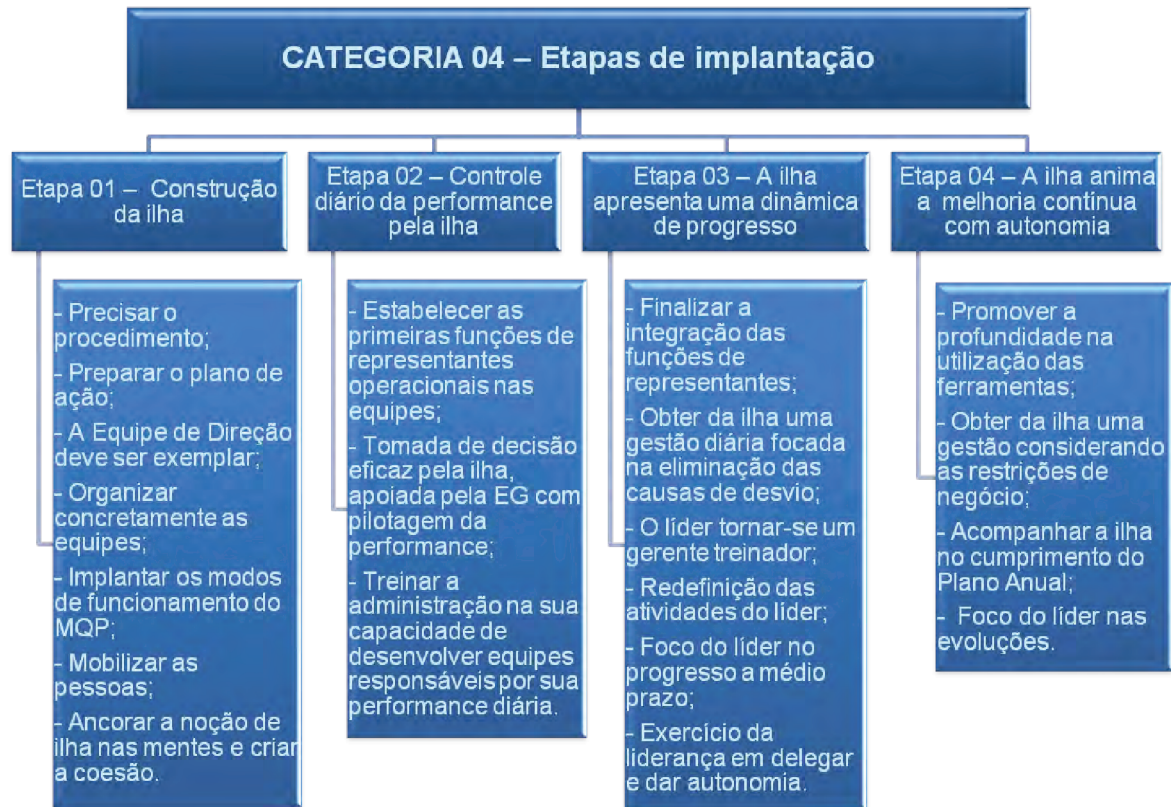 CATEGORIA 04 – Etapas de implantação
Etapa 01 – Construção
da ilha
- Precisar o
procedimento;
- Preparar o plano de
ação;
- A Equipe de Direção
deve ser exemplar;
- Organizar
concretamente as
equipes;
- Implantar os modos
de funcionamento do
MQP;
- Mobilizar as
pessoas;
- Ancorar a noção de
ilha nas mentes e criar
a coesão.
Etapa 02 – Controle
diário da performance
pela ilha
- Estabelecer as
primeiras funções de
representantes
operacionais nas
equipes;
- Tomada de decisão
eficaz pela ilha,
apoiada pela EG com
pilotagem da
performance;
- Treinar a
administração na sua
capacidade de
desenvolver equipes
responsáveis por sua
performance diária.
Etapa 03 – A ilha
apresenta uma dinâmica
de progresso
- Finalizar a
integração das
funções de
representantes;
- Obter da ilha uma
gestão diária focada
na eliminação das
causas de desvio;
- O líder tornar-se um
gerente treinador;
- Redefinição das
atividades do líder;
- Foco do líder no
progresso a médio
prazo;
- Exercício da
liderança em delegar
e dar autonomia.
Etapa 04 – A ilha anima
a melhoria contínua
com autonomia
- Promover a
profundidade na
utilização das
ferramentas;
- Obter da ilha uma
gestão considerando
as restrições de
negócio;
- Acompanhar a ilha
no cumprimento do
Plano Anual;
- Foco do líder nas
evoluções.